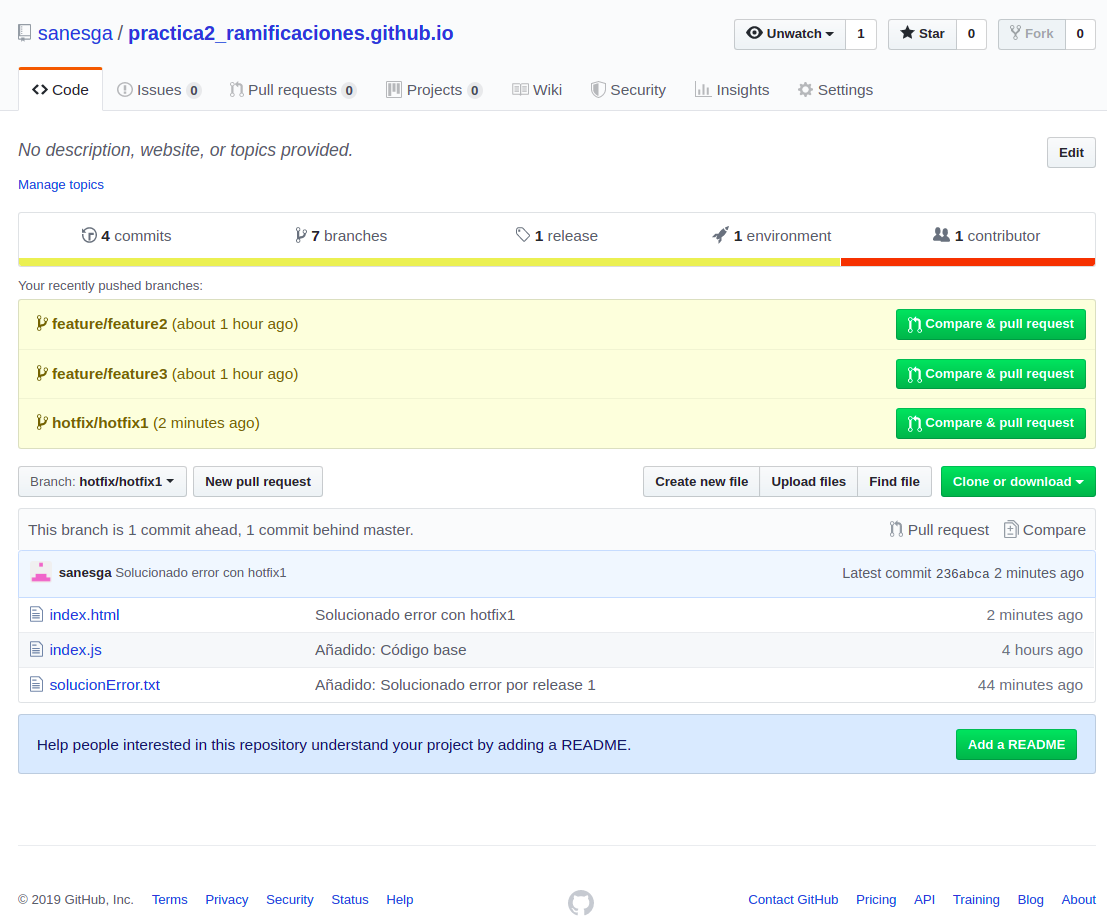 sanesga / practica2_ramificaciones.github.io
Unwatch 1 Star 0 Fork 0
Code Issues 0 Pull requests 0 Projects 0 Wiki Security Insights Settings
No description, website, or topics provided.
Edit
Manage topics
4 commits 7 branches 1 release 1 environment 1 contributor
Your recently pushed branches:
feature/feature2 (about 1 hour ago) Compare & pull request
feature/feature3 (about 1 hour ago) Compare & pull request
hotfix/hotfix1 (2 minutes ago) Compare & pull request
Branch: hotfix/hotfix1 New pull request Create new file Upload files Find file Clone or download
This branch is 1 commit ahead, 1 commit behind master. Pull request Compare
sanesga Solucionado error con hotfix1 Latest commit 236abca 2 minutes ago
index.html Solucionado error con hotfix1 2 minutes ago
index.js Añadido: Código base 4 hours ago
solucionError.txt Añadido: Solucionado error por release 1 44 minutes ago
Help people interested in this repository understand your project by adding a README. Add a README
© 2019 GitHub, Inc. Terms Privacy Security Status Help Contact GitHub Pricing API Training Blog About